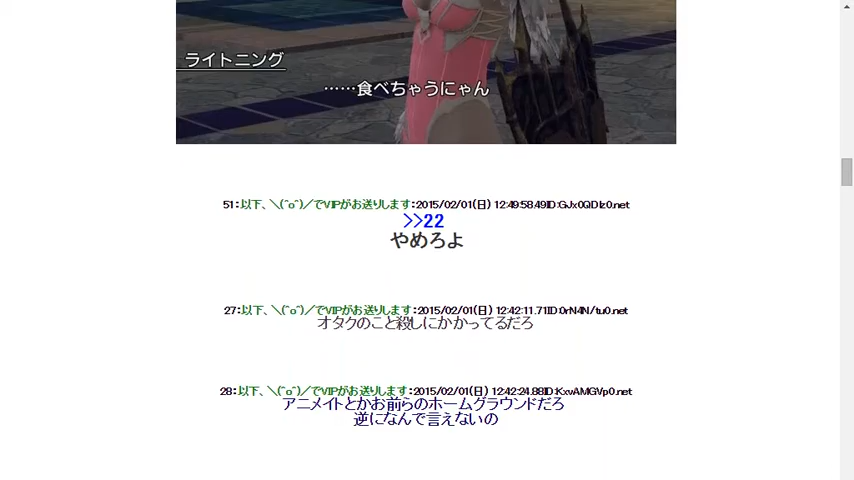 ライトニング
……食べちゃうにゃん
51：以下、＼(^o^)／でVIPがお送りします：2015/02/01(日) 12:49:58.49ID:GJx0QDIz0.net
>>22
やめろよ
27：以下、＼(^o^)／でVIPがお送りします：2015/02/01(日) 12:42:11.71ID:0rN4N/tu0.net
オタクのこと殺しにかかってるだろ
28：以下、＼(^o^)／でVIPがお送りします：2015/02/01(日) 12:42:24.88ID:KxwAMGVp0.net
アニメイトとかお前らのホームグラウンドだろ
逆になんで言えないの